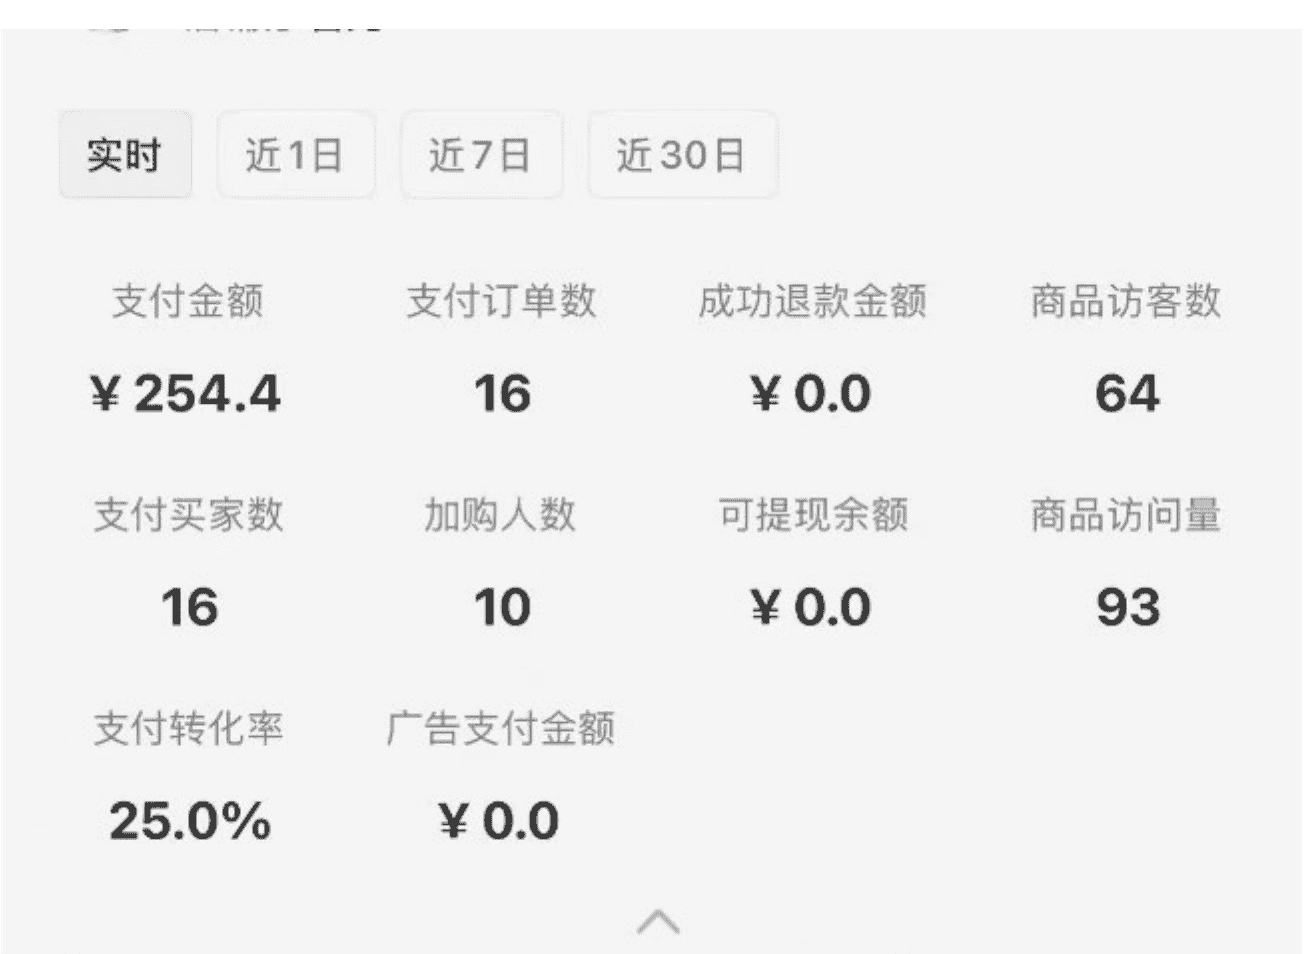 实时 近1日 近7日 近30日
支付金额 支付订单数 成功退款金额 商品访客数
¥254.4 16 ¥0.0 64
支付买家数 加购人数 可提现余额 商品访问量
16 10 ¥0.0 93
支付转化率 广告支付金额
25.0% ¥0.0